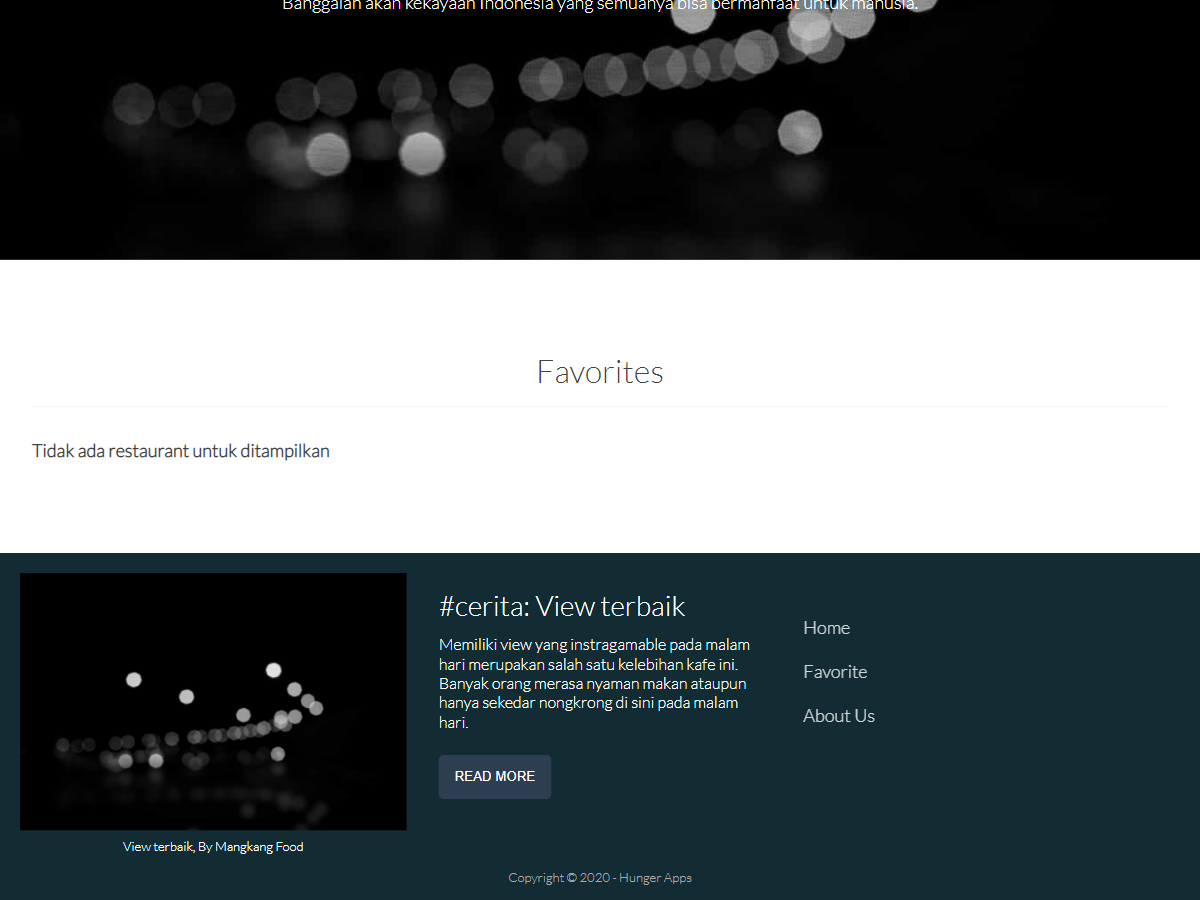 Banggalah akan kekayaan Indonesia yang semuanya bisa bermanfaat untuk manusia.
Favorites
Tidak ada restaurant untuk ditampilkan
#cerita: View terbaik
Memiliki view yang instragamable pada malam
hari merupakan salah satu kelebihan kafe ini.
Banyak orang merasa nyaman makan ataupun
hanya sekedar nongkrong di sini pada malam
hari.
READ MORE
Home
Favorite
About Us
View terbaik, By Mangkang Food
Copyright © 2020 - Hunger Apps